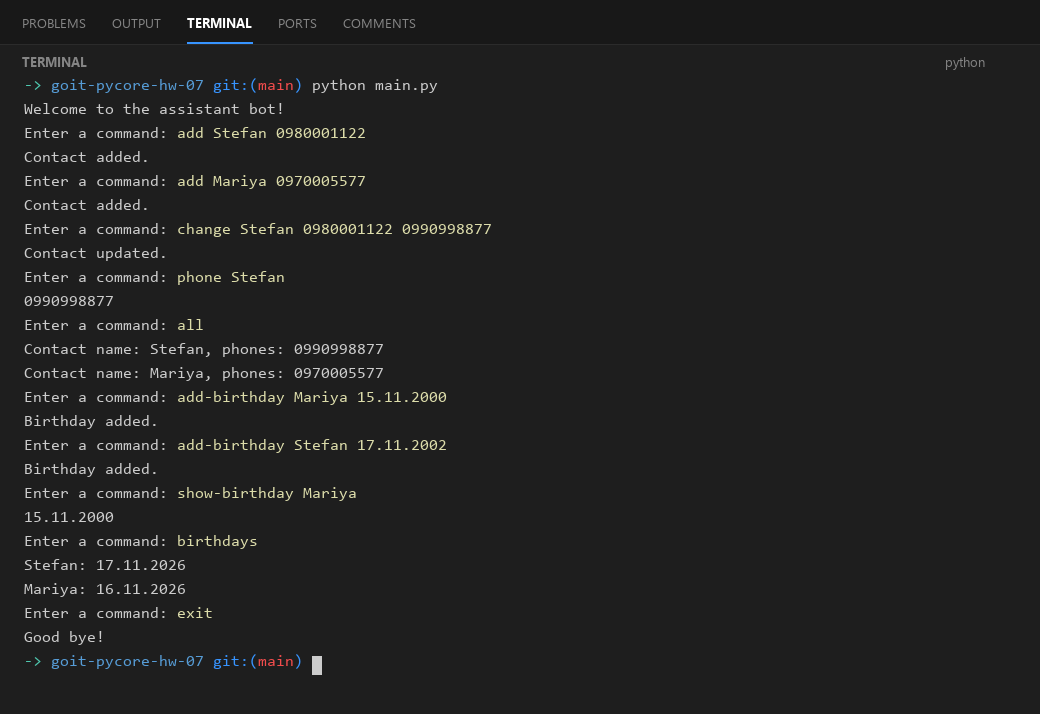 PROBLEMS OUTPUT TERMINAL PORTS COMMENTS
TERMINAL python
-> goit-pycore-hw-07 git:(main) python main.py
Welcome to the assistant bot!
Enter a command: add Stefan 0980001122
Contact added.
Enter a command: add Mariya 0970005577
Contact added.
Enter a command: change Stefan 0980001122 0990998877
Contact updated.
Enter a command: phone Stefan
0990998877
Enter a command: all
Contact name: Stefan, phones: 0990998877
Contact name: Mariya, phones: 0970005577
Enter a command: add-birthday Mariya 15.11.2000
Birthday added.
Enter a command: add-birthday Stefan 17.11.2002
Birthday added.
Enter a command: show-birthday Mariya
15.11.2000
Enter a command: birthdays
Stefan: 17.11.2026
Mariya: 16.11.2026
Enter a command: exit
Good bye!
-> goit-pycore-hw-07 git:(main)